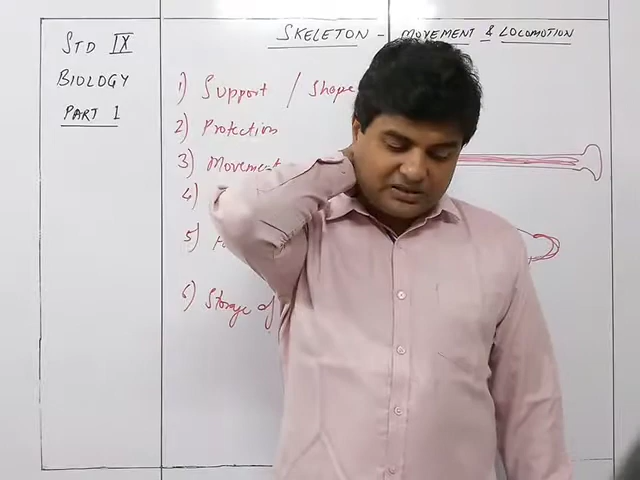 STD IX
BIOLOGY
PART 1
SKELETON - MOVEMENT & LOCOMOTION
1) Support / Shape
2) Protection
3) Movement
4)
5)
6) Storage of